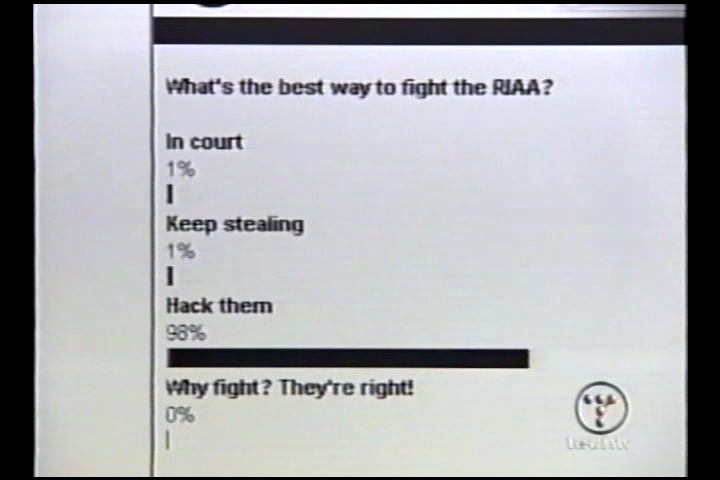 What's the best way to fight the RIAA?
In court
1%
Keep stealing
1%
Hack them
98%
Why fight? They're right!
0%
techtv